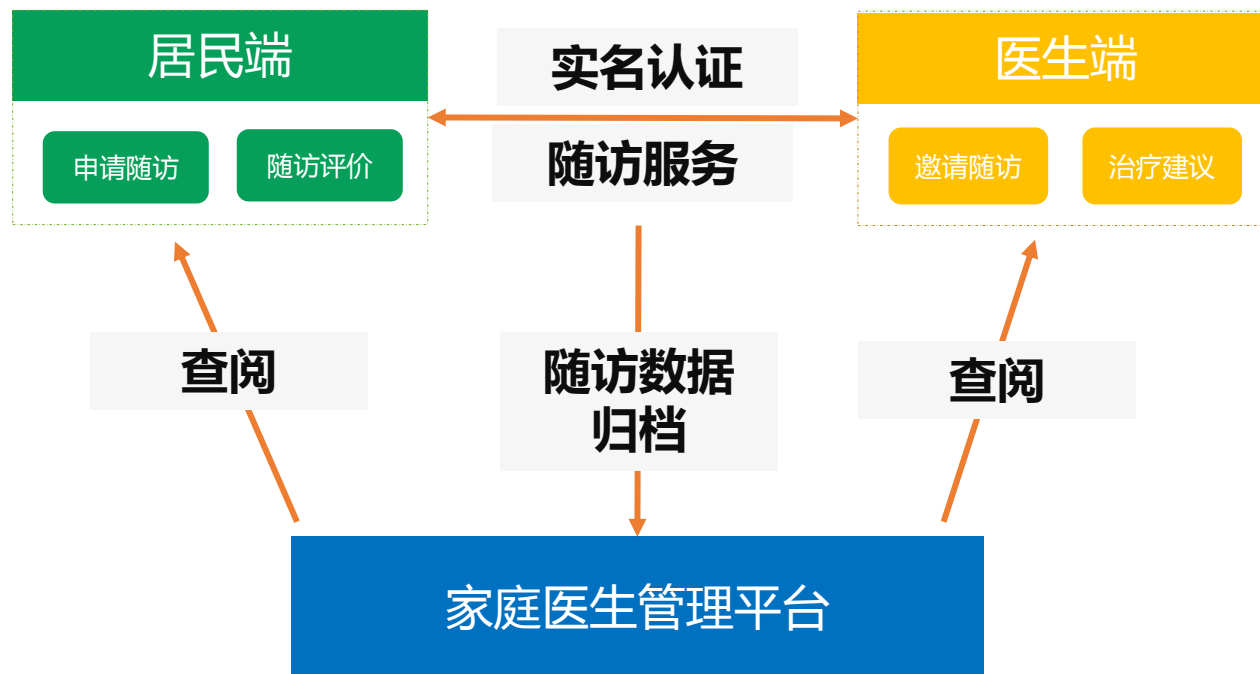 居民端
实名认证
医生端
申请随访
随访评价
随访服务
邀请随访
治疗建议
查阅
随访数据
归档
查阅
家庭医生管理平台